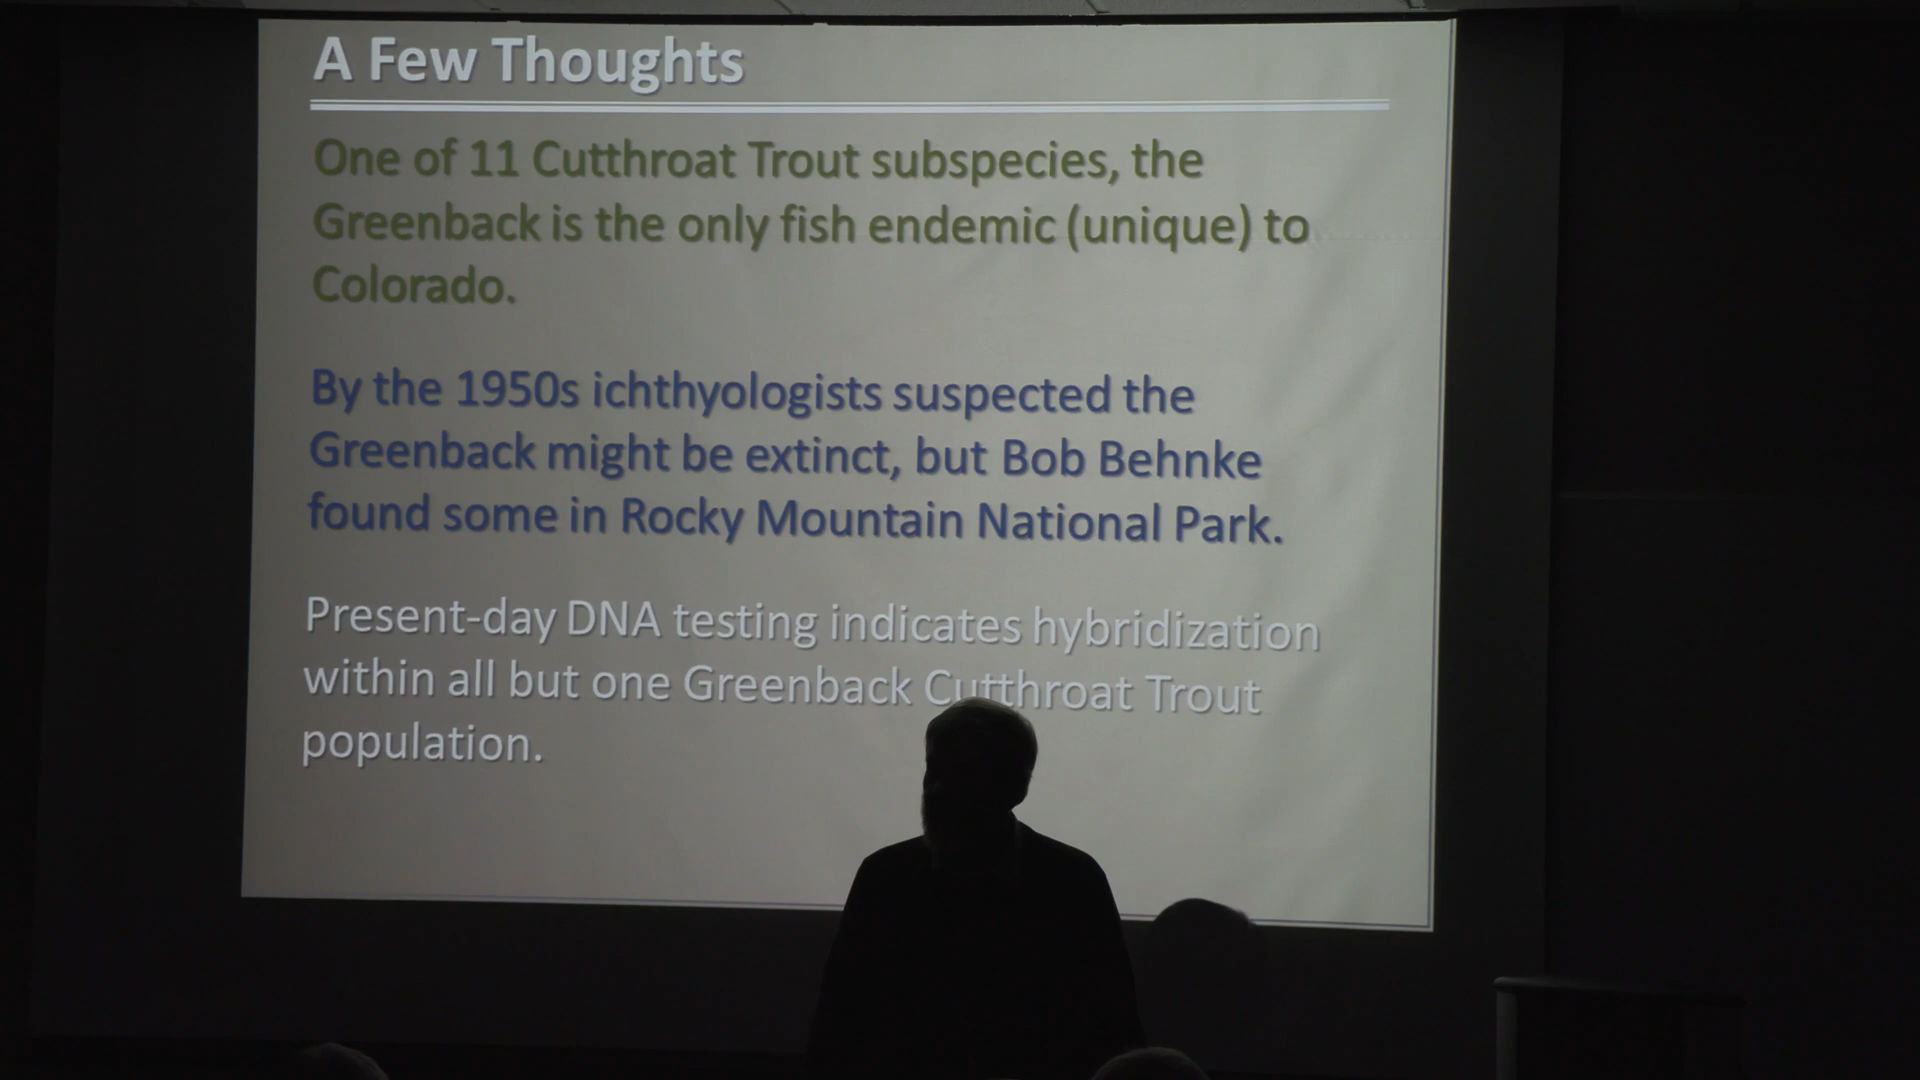 A Few Thoughts
One of 11 Cutthroat Trout subspecies, the
Greenback is the only fish endemic (unique) to
Colorado.
By the 1950s ichthyologists suspected the
Greenback might be extinct, but Bob Behnke
found some in Rocky Mountain National Park.
Present-day DNA testing indicates hybridization
within all but one Greenback Cutthroat Trout
population.